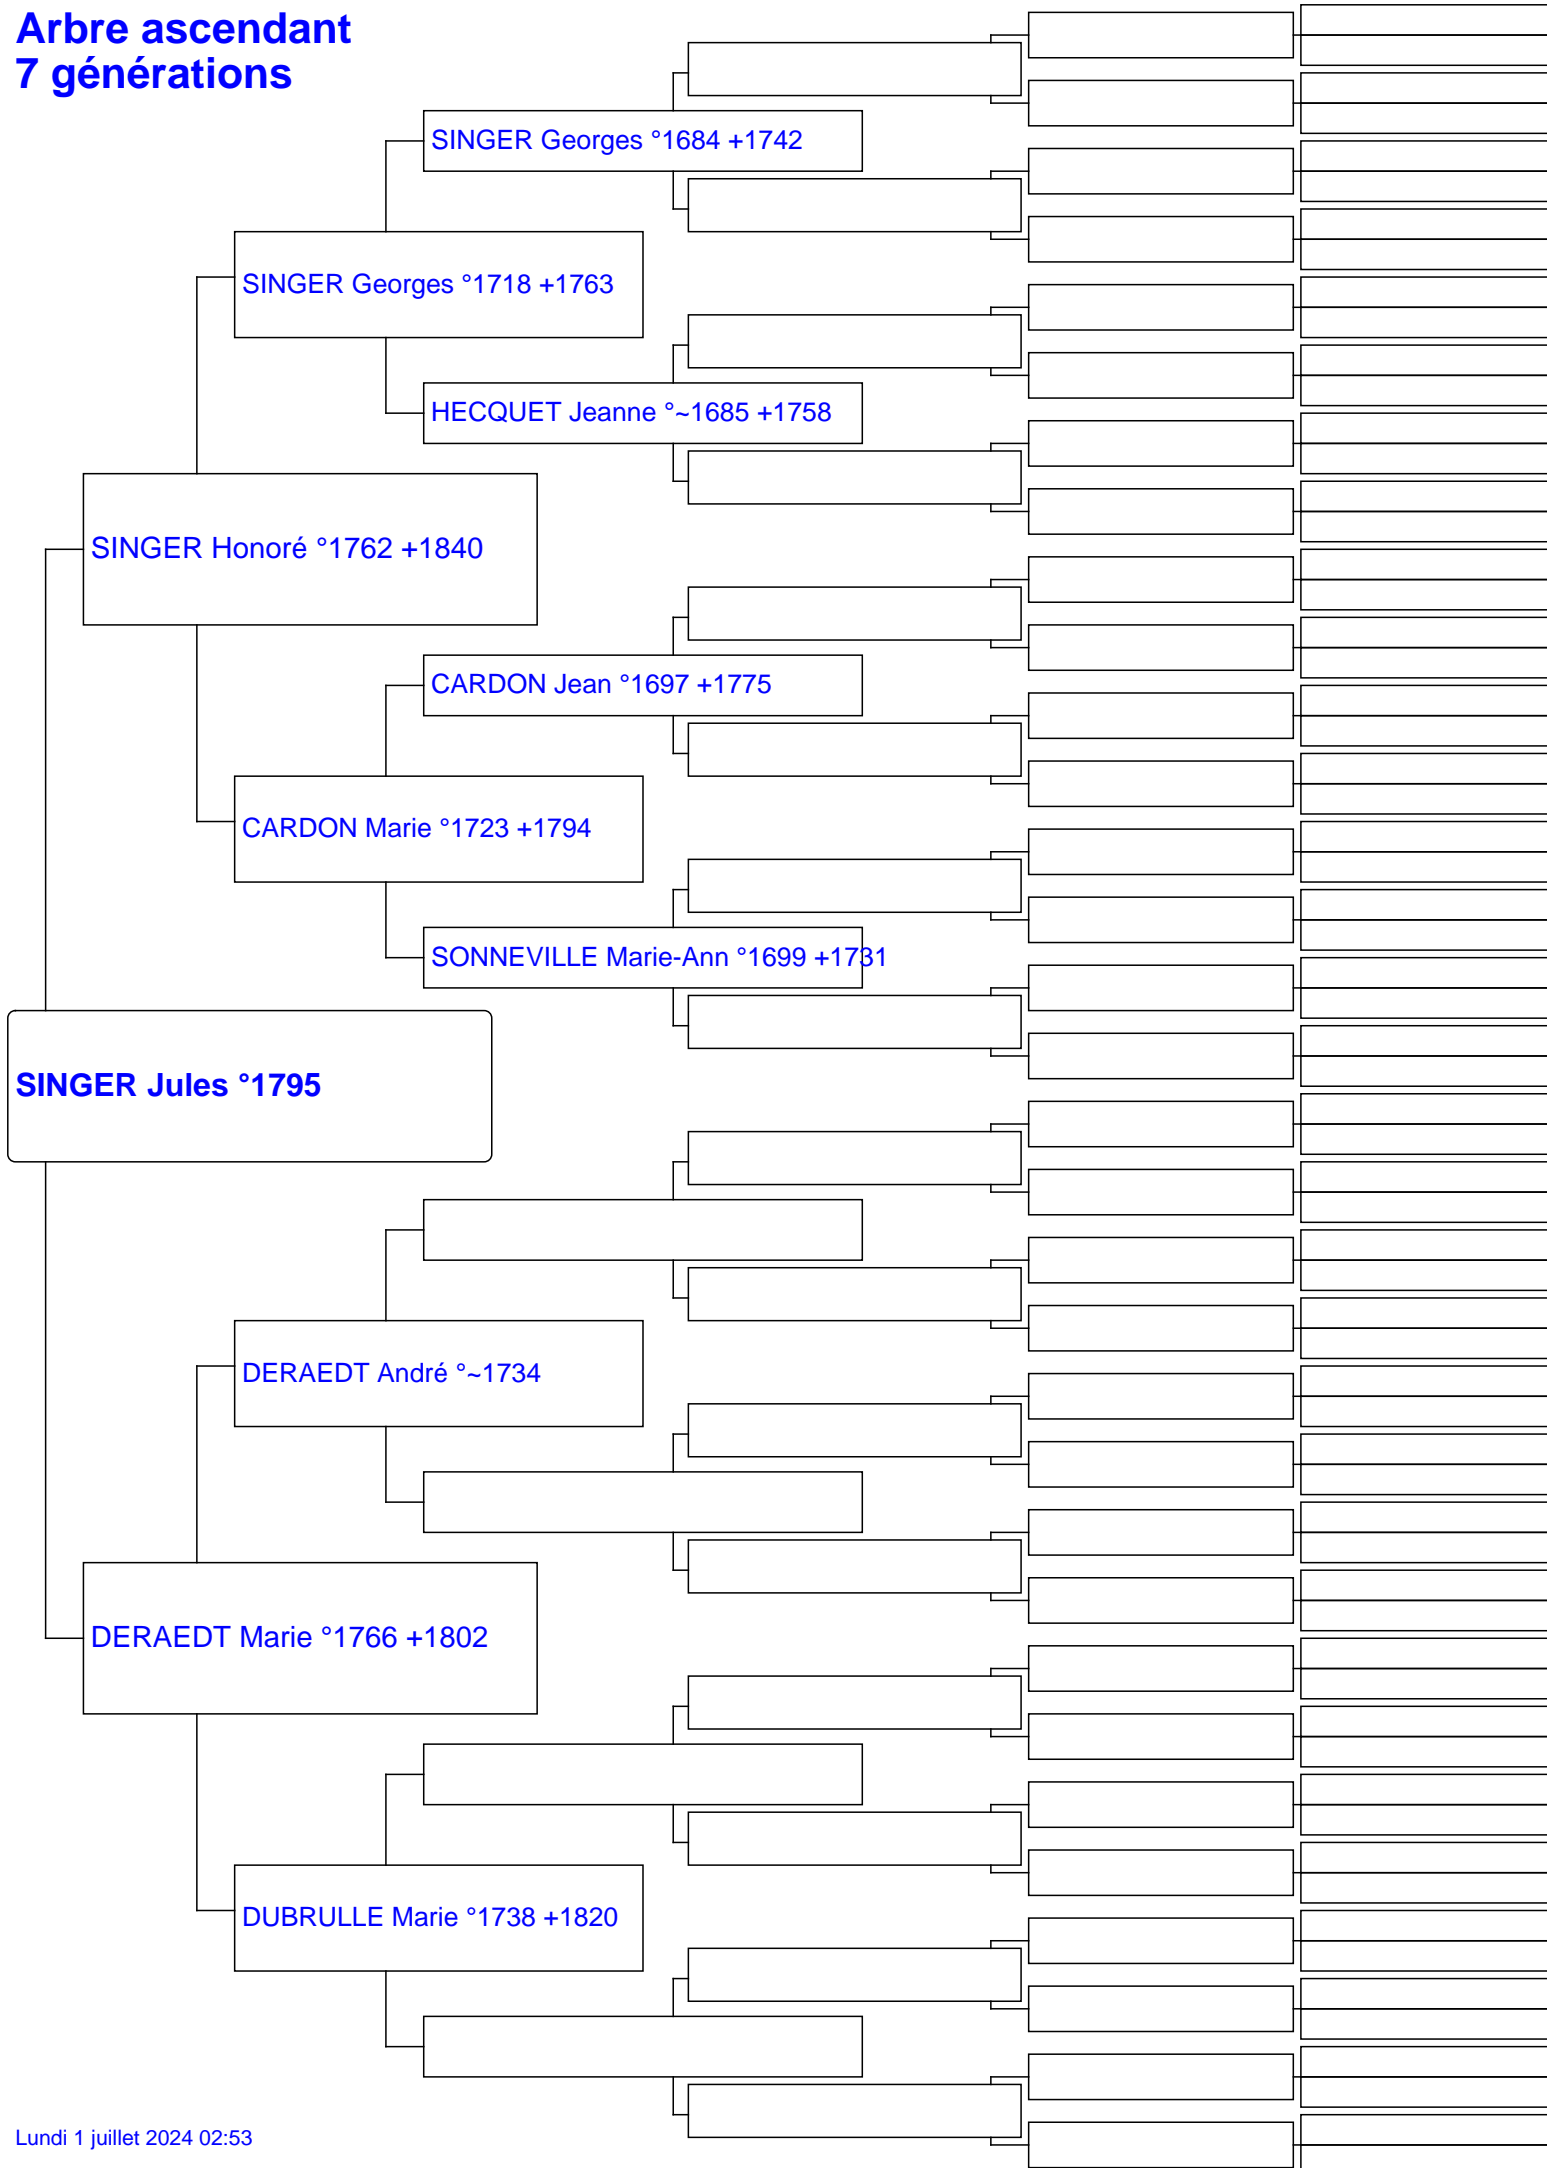 Arbre ascendant
7 générations
SINGER Georges °1684 +1742
SINGER Georges °1718 +1763
HECQUET Jeanne °~1685 +1758
SINGER Honoré °1762 +1840
CARDON Jean °1697 +1775
CARDON Marie °1723 +1794
SONNEVILLE Marie-Ann °1699 +1731
SINGER Jules °1795
DERAEDT André °~1734
DERAEDT Marie °1766 +1802
DUBRULLE Marie °1738 +1820
Lundi 1 juillet 2024 02:53